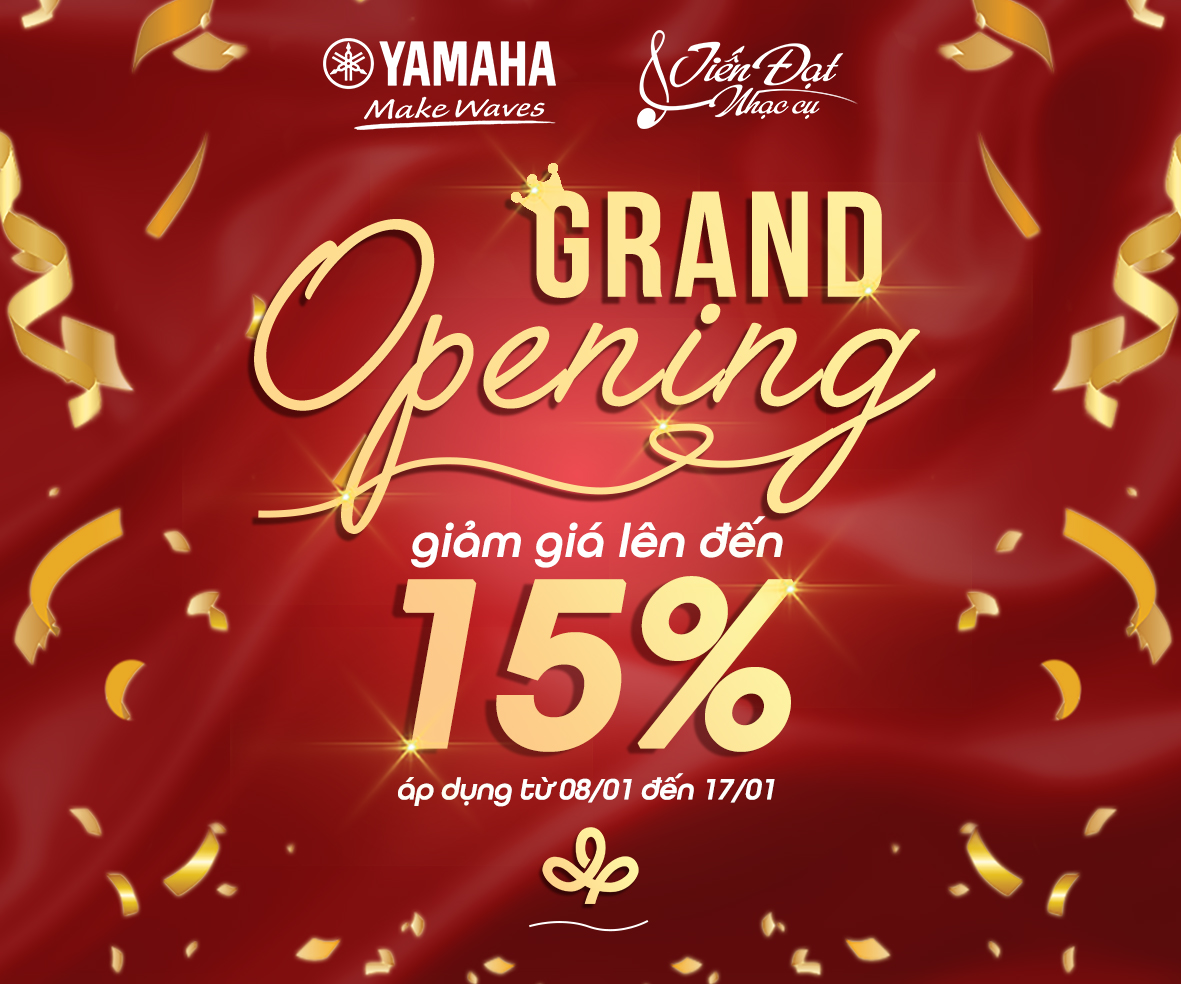 YAMAHA
Make Waves
Tiến Đạt
Nhạc cụ
GRAND
Opening
giảm giá lên đến
15%
áp dụng từ 08/01 đến 17/01